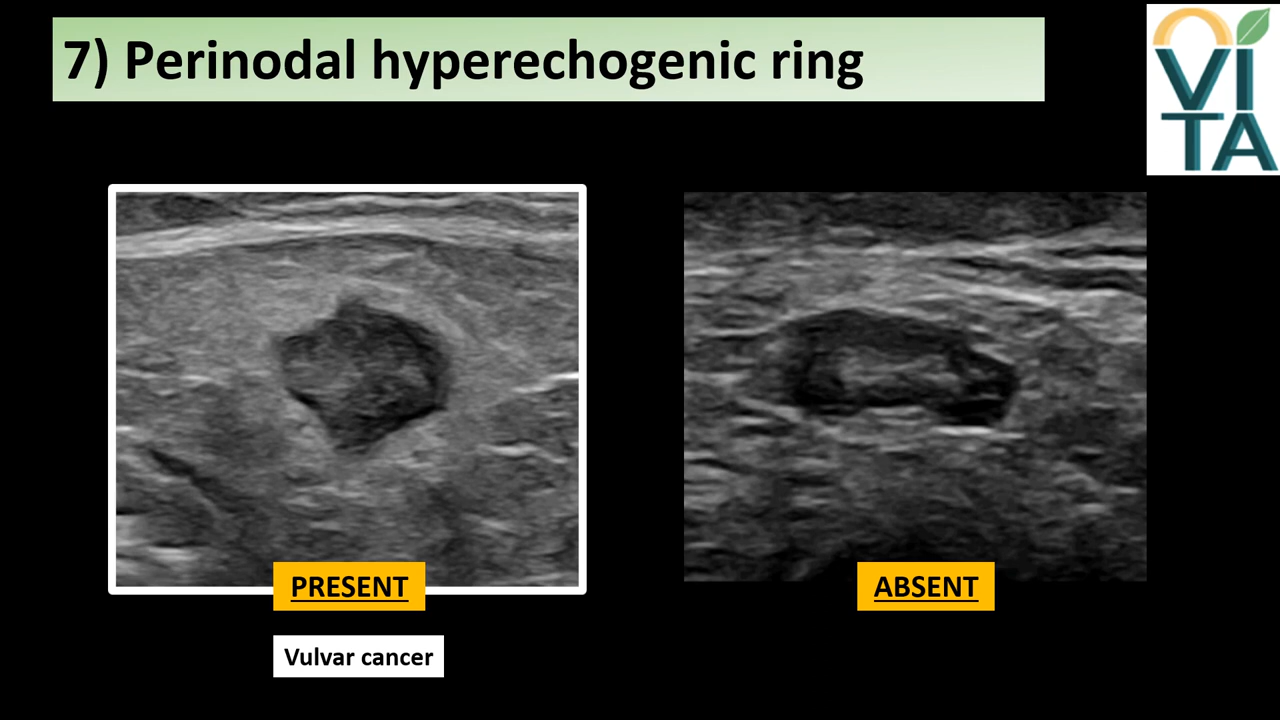 7) Perinodal hyperechogenic ring
VI
TA
PRESENT
ABSENT
Vulvar cancer